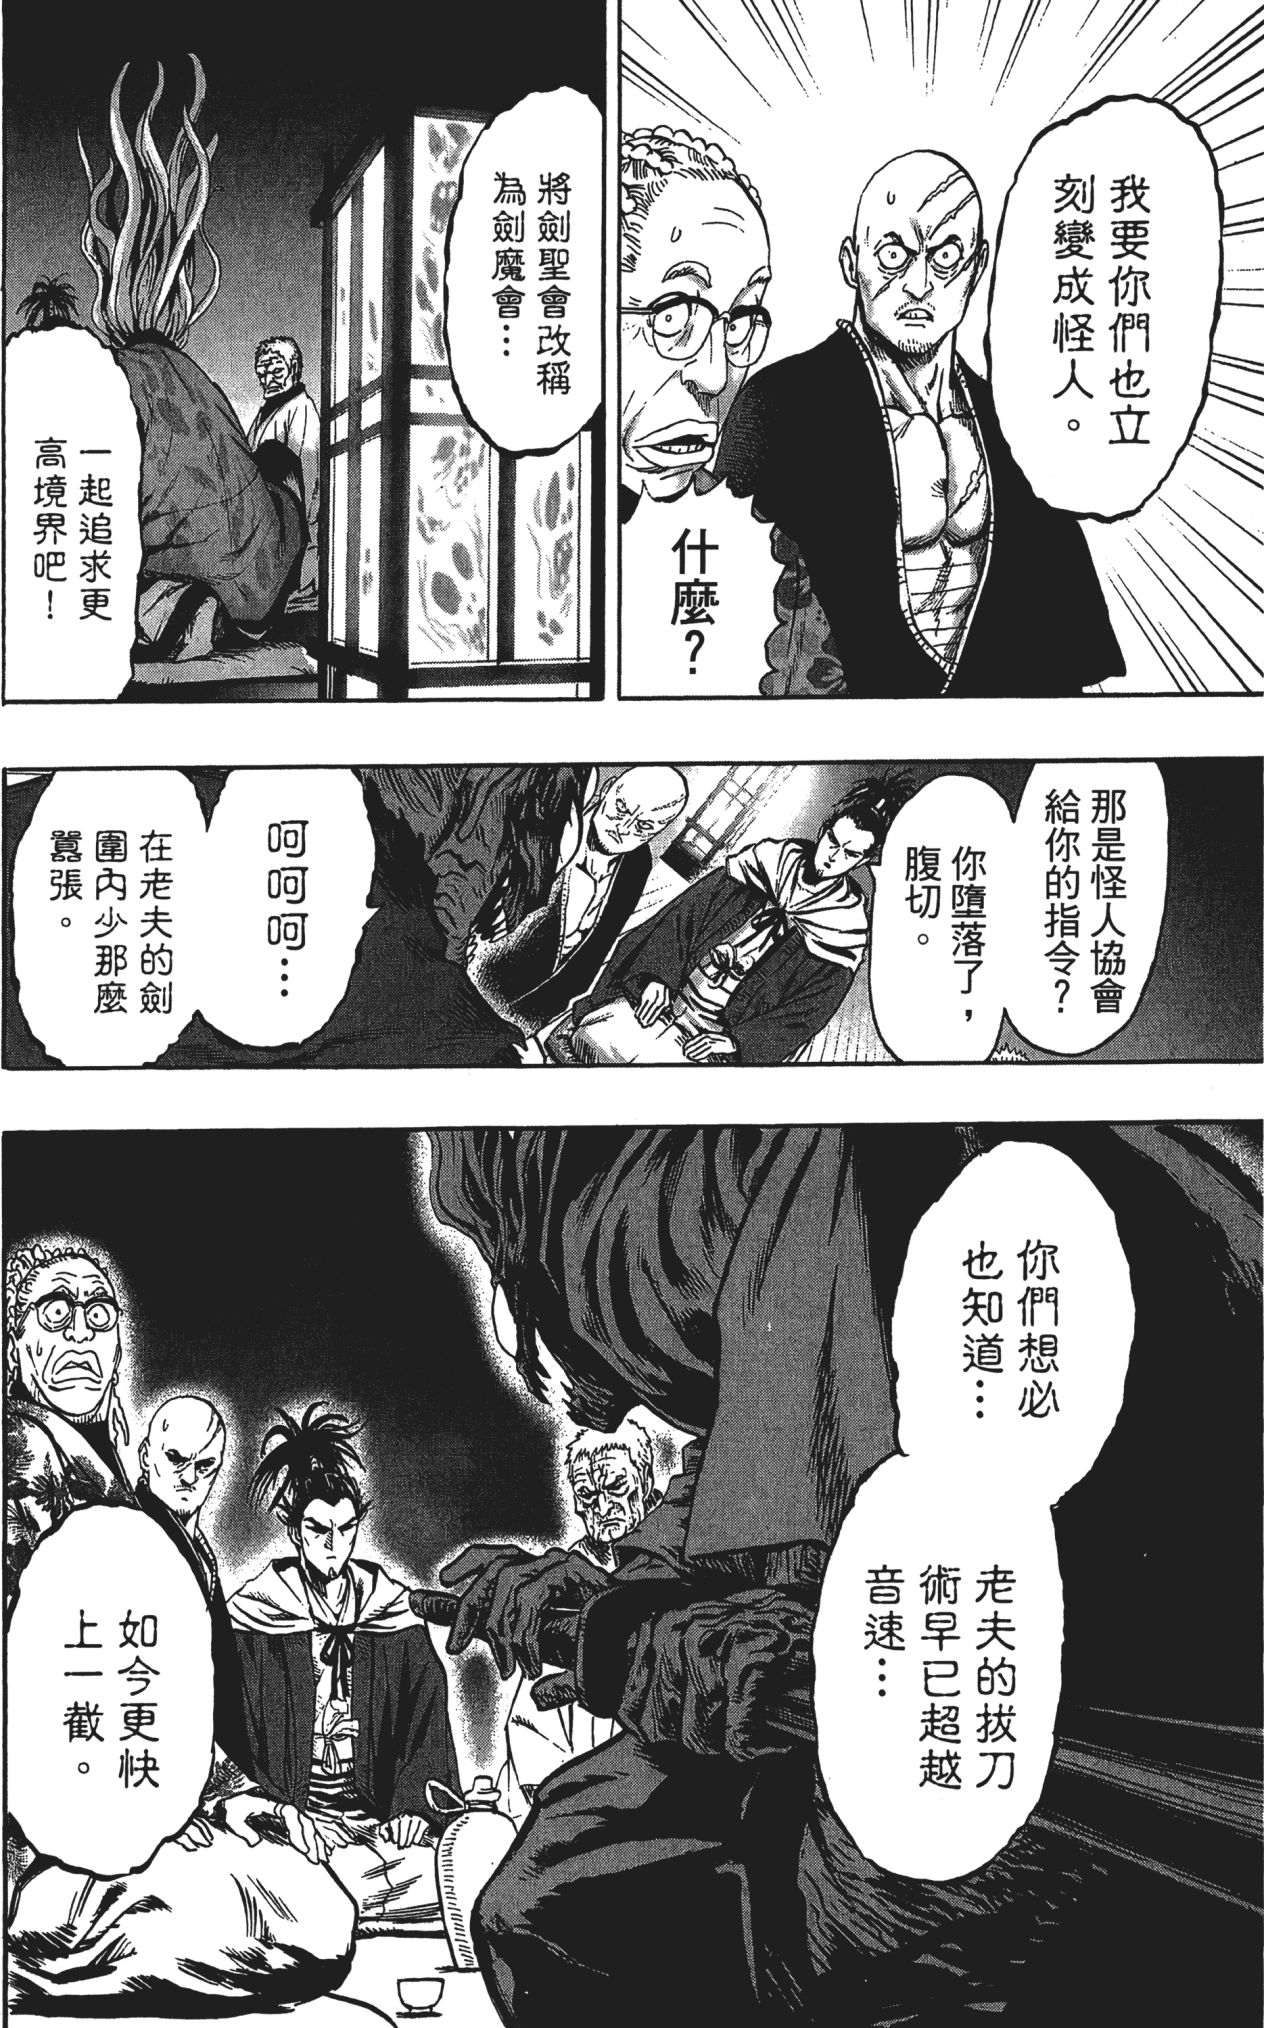 我要你們也立
刻變成怪人。
什麼？
將劍聖會改稱
為劍魔會…
一起追求更
高境界吧！
那是怪人協會
給你的指令？
你墮落了，
腹切。
呵呵呵…
在老夫的劍
圍內少那麼
囂張。
你們想必
也知道…
老夫的拔刀
術早已超越
音速…
如今更快
上一截。